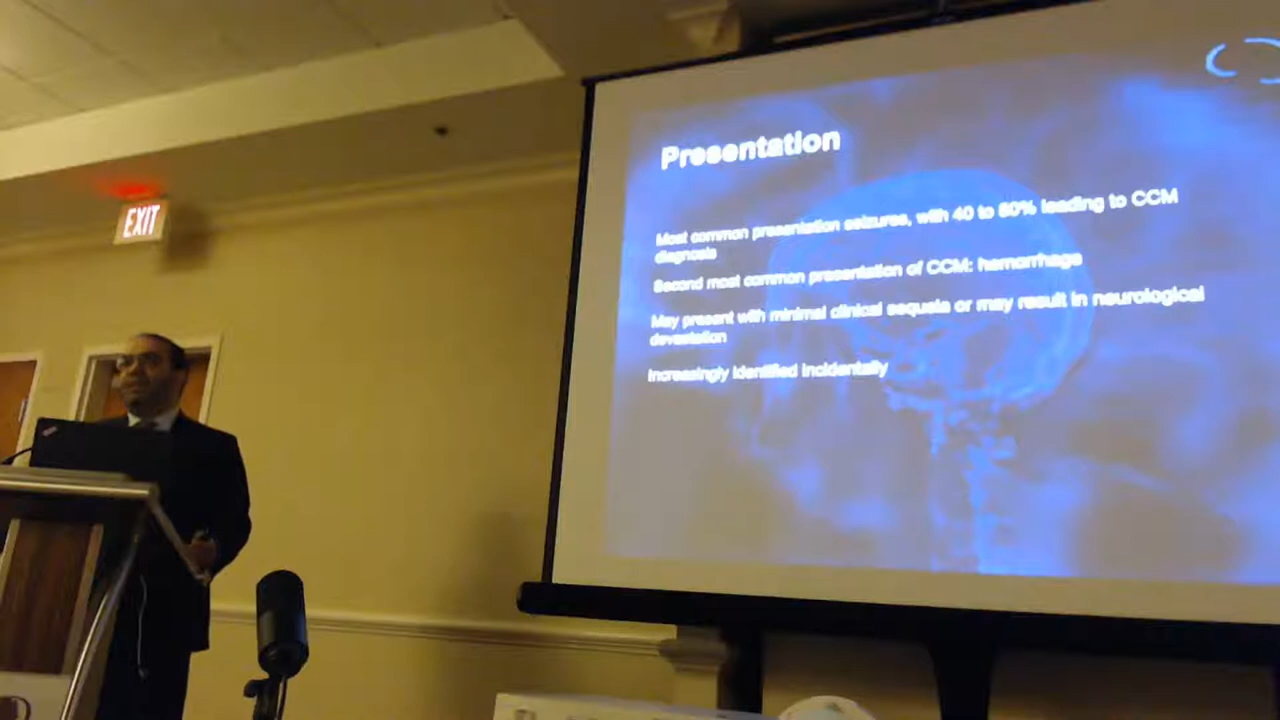 EXIT
Presentation
Most common presentation seizures, with 40 to 80% leading to CCM
diagnosis
Second most common presentation of CCM: hemorrhage
May present with minimal clinical sequela or may result in neurological
devastation
Increasingly identified incidentally